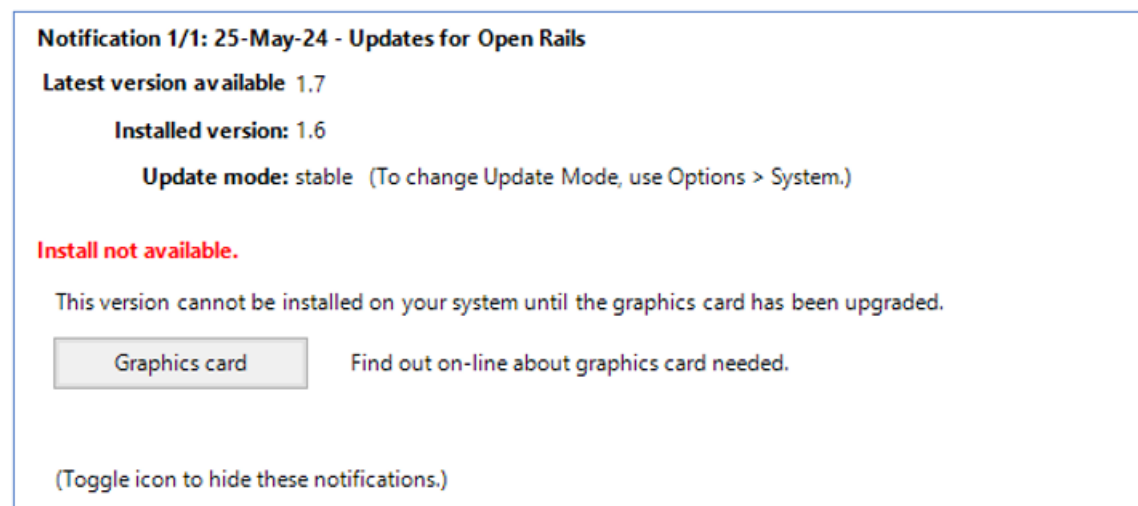 Notification 1/1: 25-May-24 - Updates for Open Rails
Latest version available 1.7
Installed version: 1.6
Update mode: stable (To change Update Mode, use Options > System.)
Install not available.
This version cannot be installed on your system until the graphics card has been upgraded.
Graphics card Find out on-line about graphics card needed.
(Toggle icon to hide these notifications.)